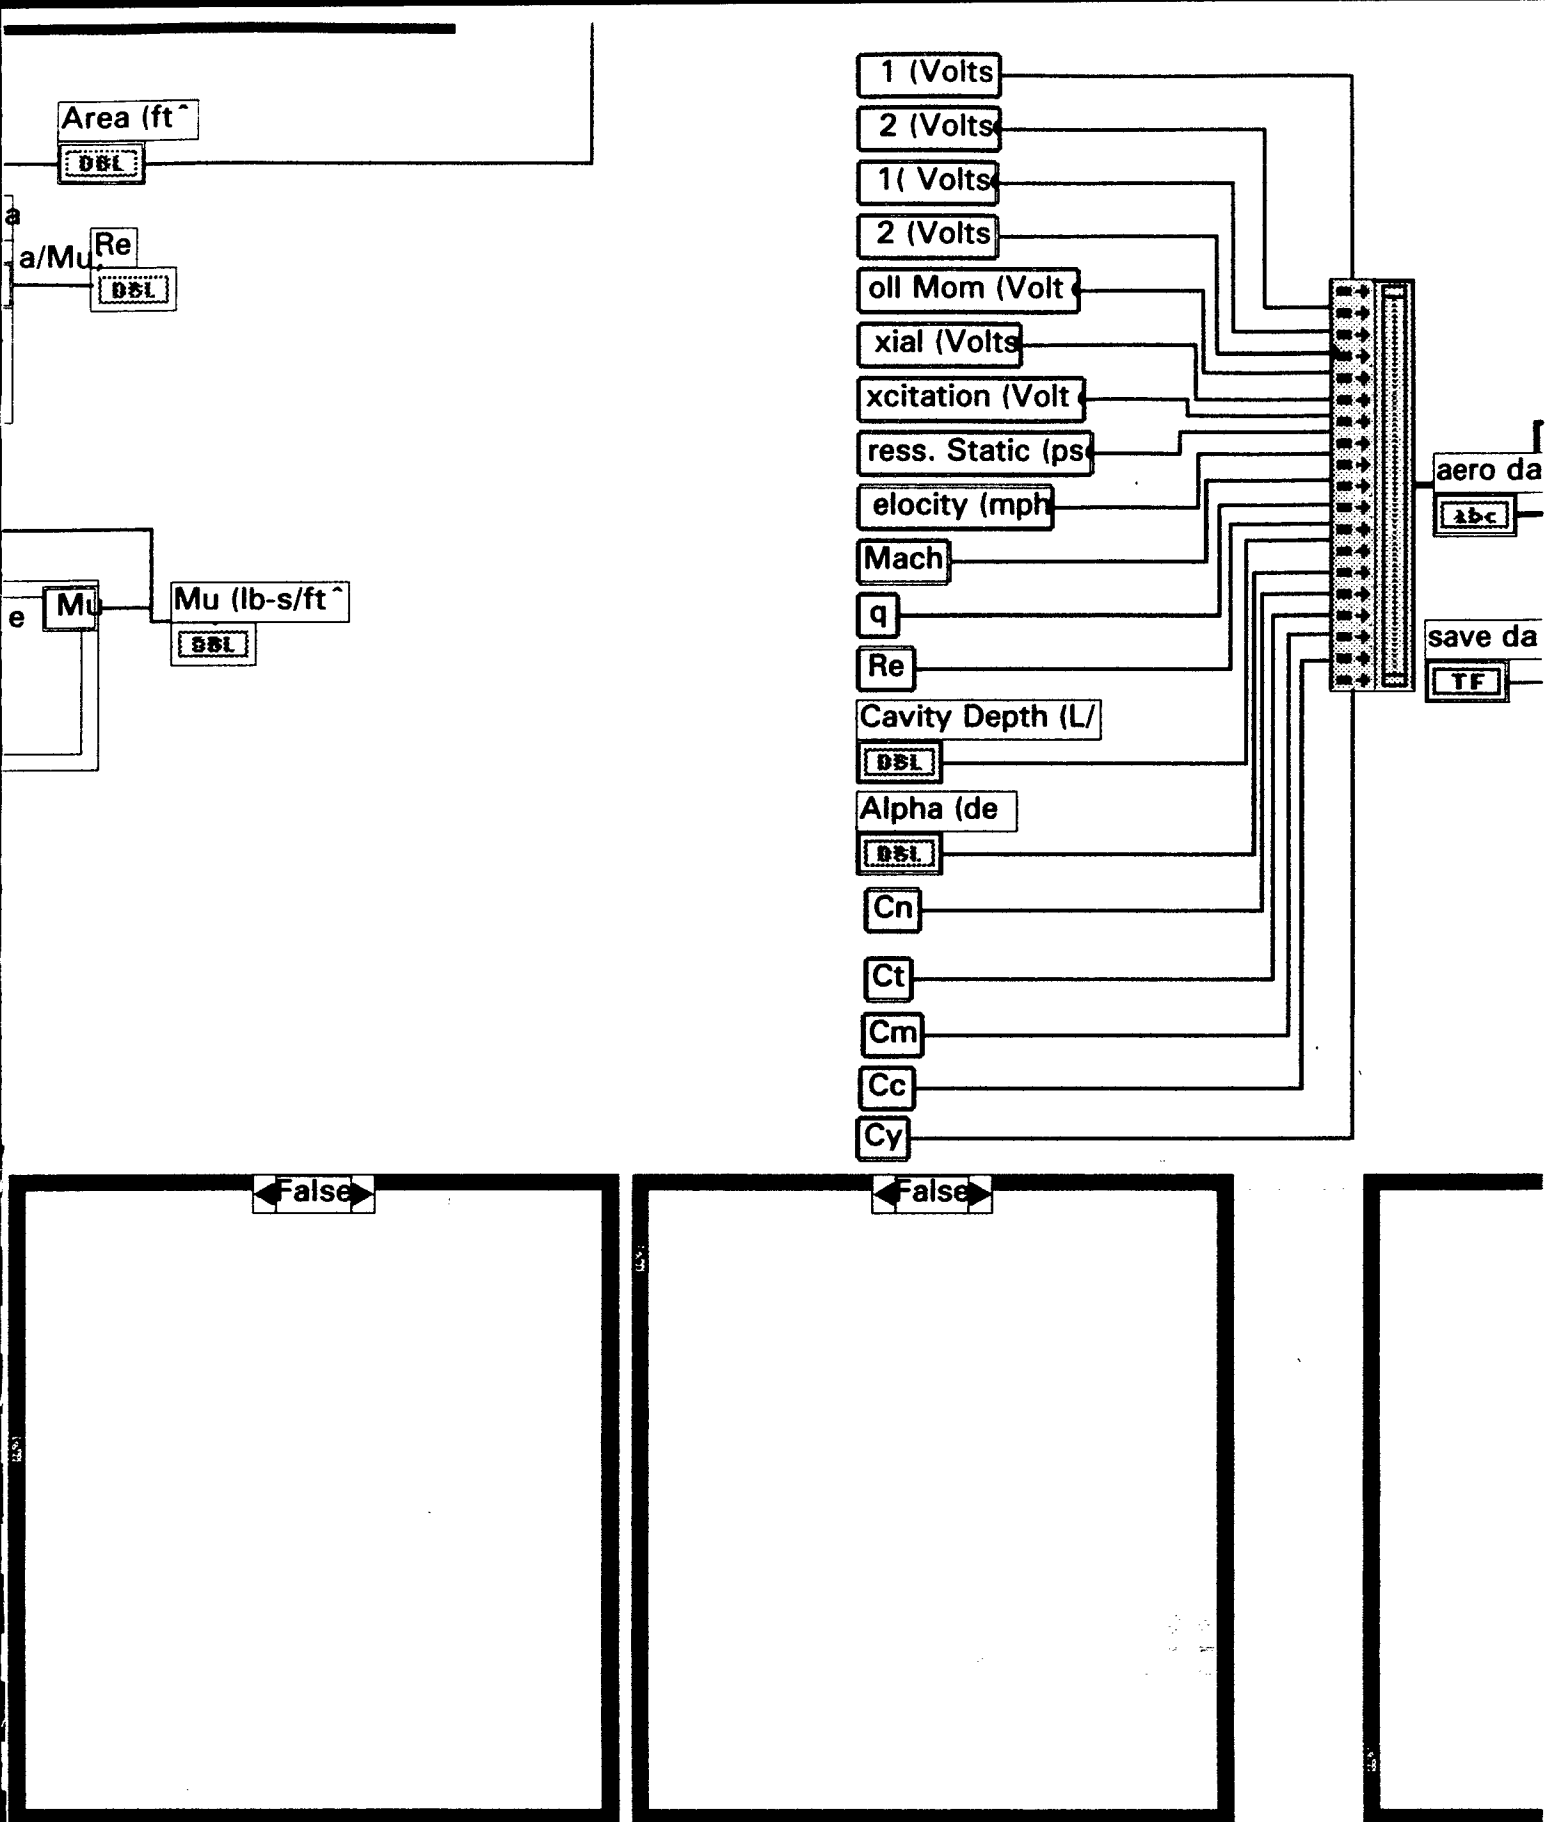 Area (ft^
DBL
a
a/Mu
Re
DBL
e
Mu
Mu (lb-s/ft^
DBL
1 (Volts
2 (Volts
1( Volts
2 (Volts
oll Mom (Volt
xial (Volts
xcitation (Volt
ress. Static (ps
elocity (mph
Mach
q
Re
Cavity Depth (L/
DBL
Alpha (de
DBL
Cn
Ct
Cm
Cc
Cy
aero da
abc
save da
TF
False
False